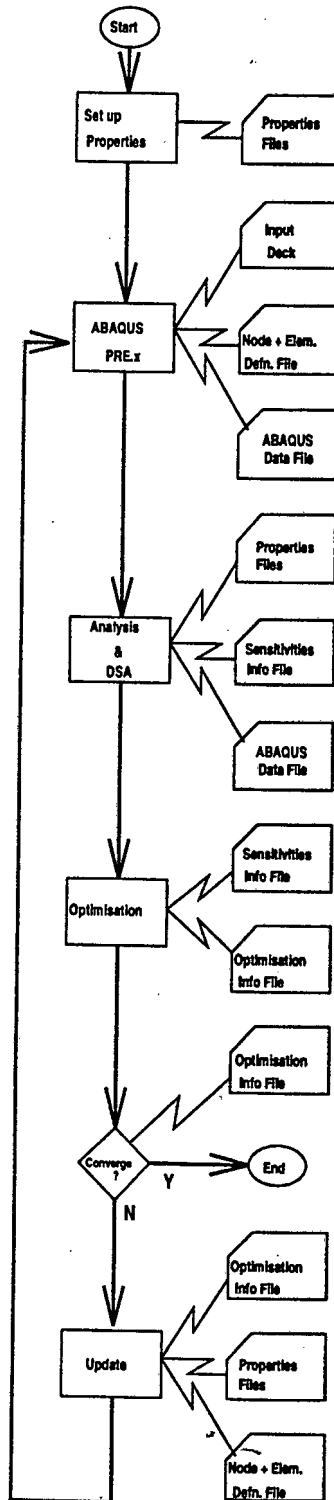 Start
Set up
Properties
Properties
Files
Input
Deck
ABAQUS
PRE.x
Node + Elem.
Defn. File
ABAQUS
Data File
Properties
Files
Analysis
&
DSA
Sensitivities
Info File
ABAQUS
Data File
Sensitivities
Info File
Optimisation
Optimisation
Info File
Optimisation
Info File
Converge
?
Y
End
N
Optimisation
Info File
Update
Properties
Files
Node + Elem.
Defn. File